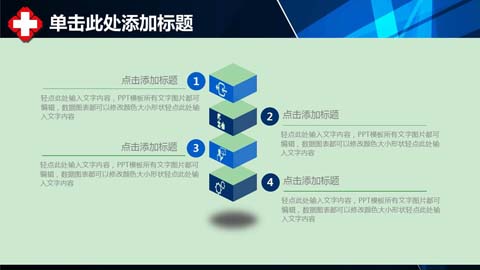 单击此处添加标题
点击添加标题
1
轻点此处输入文字内容，PPT模板所有文字图片都可
编辑，数据图表都可以修改颜色大小形状轻点此处输
入文字内容
2
点击添加标题
轻点此处输入文字内容，PPT模板所有文字图片都可
编辑，数据图表都可以修改颜色大小形状轻点此处输
入文字内容
点击添加标题
3
轻点此处输入文字内容，PPT模板所有文字图片都可
编辑，数据图表都可以修改颜色大小形状轻点此处输
入文字内容
4
点击添加标题
轻点此处输入文字内容，PPT模板所有文字图片都可
编辑，数据图表都可以修改颜色大小形状轻点此处输
入文字内容